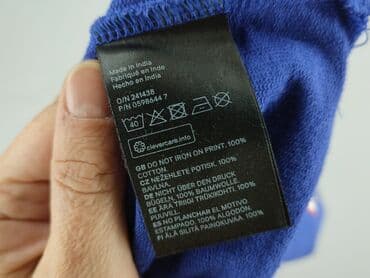 Made in India
Fabriqué en Inde
Hecho en India
O/N 241438
P/N 0598644 7
40
clevercare.info
GB DO NOT IRON ON PRINT. 100%
COTTON.
CZ NEŽEHLETE POTISK. 100%
BAVLNA.
DE NICHT ÜBER DEN DRUCK
BÜGELN. 100% BAUMWOLLE
EE ÄRA TRIIGI TRÜKIKOHTI. 100%
PUUVILL.
ES NO PLANCHAR EL MOTIVO
ESTAMPADO. 100% ALGODÓN.
FI ÄLÄ SILITÄ PAINOKUVAA. 100%